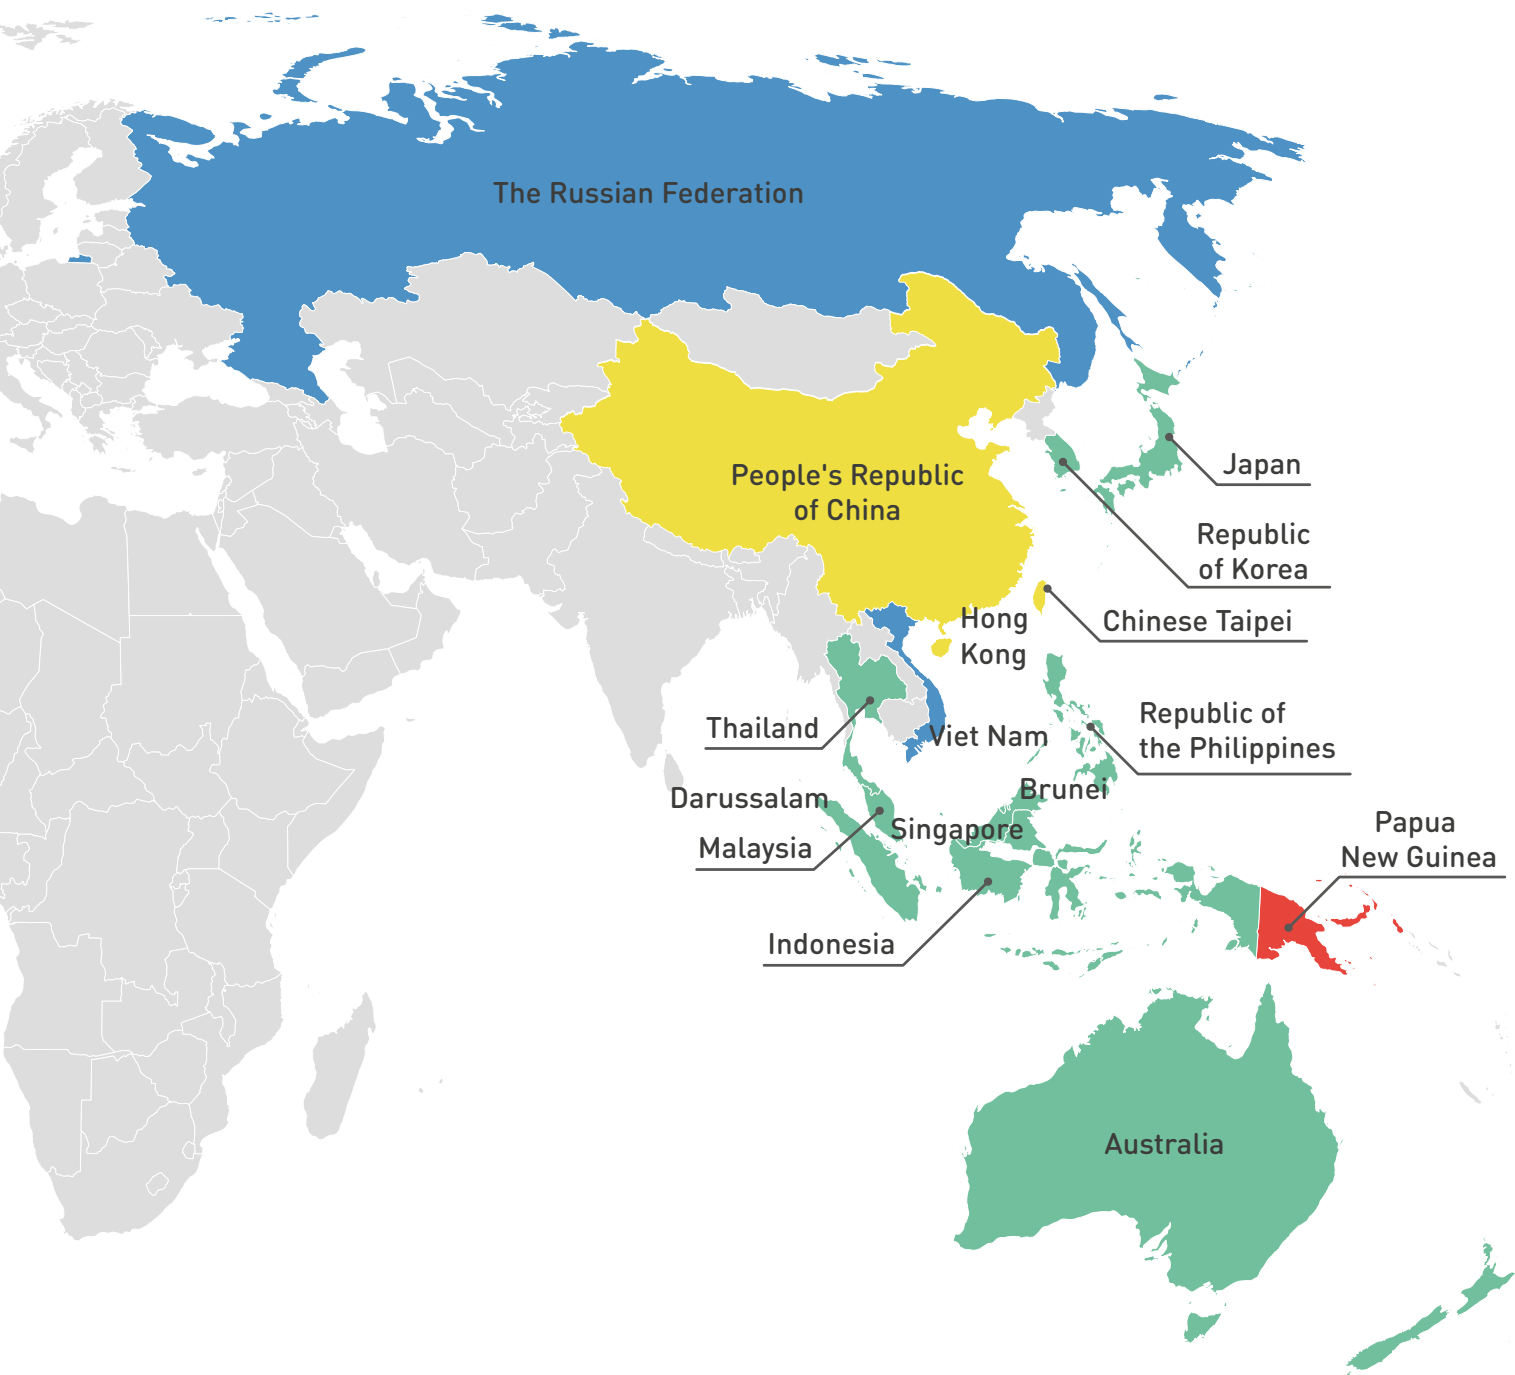 The Russian Federation
People's Republic
of China
Japan
Republic
of Korea
Hong
Kong
Chinese Taipei
Thailand
Viet Nam
Republic of
the Philippines
Darussalam
Brunei
Malaysia
Singapore
Papua
New Guinea
Indonesia
Australia